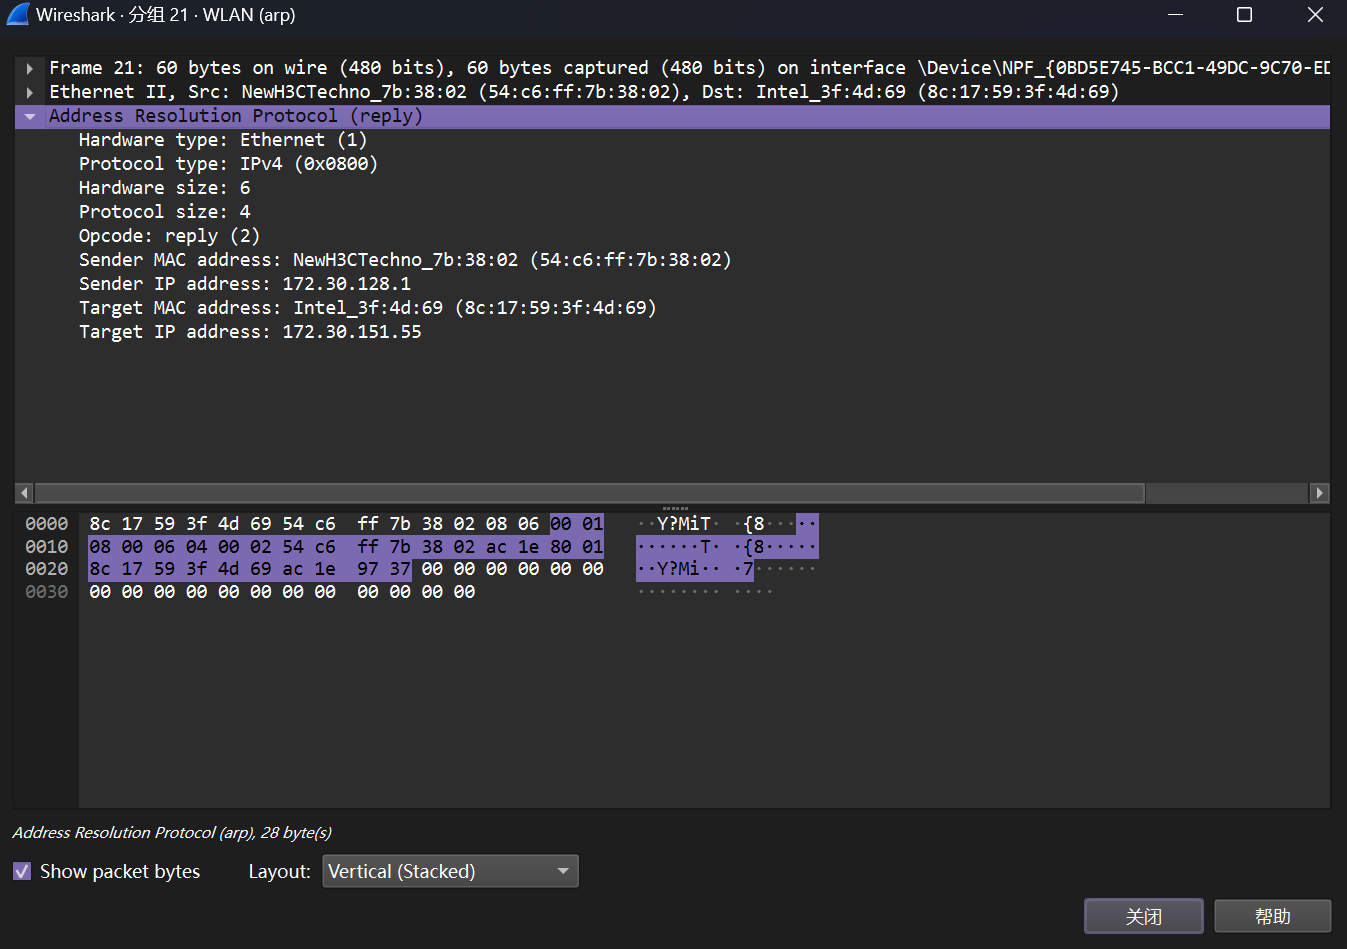 Wireshark · 分组 21 · WLAN (arp)
Frame 21: 60 bytes on wire (480 bits), 60 bytes captured (480 bits) on interface \Device\NPF_{0BD5E745-BCC1-49DC-9C70-ED
Ethernet II, Src: NewH3CTechno_7b:38:02 (54:c6:ff:7b:38:02), Dst: Intel_3f:4d:69 (8c:17:59:3f:4d:69)
Address Resolution Protocol (reply)
Hardware type: Ethernet (1)
Protocol type: IPv4 (0x0800)
Hardware size: 6
Protocol size: 4
Opcode: reply (2)
Sender MAC address: NewH3CTechno_7b:38:02 (54:c6:ff:7b:38:02)
Sender IP address: 172.30.128.1
Target MAC address: Intel_3f:4d:69 (8c:17:59:3f:4d:69)
Target IP address: 172.30.151.55
0000 8c 17 59 3f 4d 69 54 c6 ff 7b 38 02 08 06 00 01 ··Y?MiT· ·{8·····
0010 08 00 06 04 00 02 54 c6 ff 7b 38 02 ac 1e 80 01 ······T· ·{8·····
0020 8c 17 59 3f 4d 69 ac 1e 97 37 00 00 00 00 00 00 ··Y?Mi·· ·7······
0030 00 00 00 00 00 00 00 00 00 00 00 00 ········ ····
Address Resolution Protocol (arp), 28 byte(s)
Show packet bytes Layout: Vertical (Stacked)
关闭 帮助